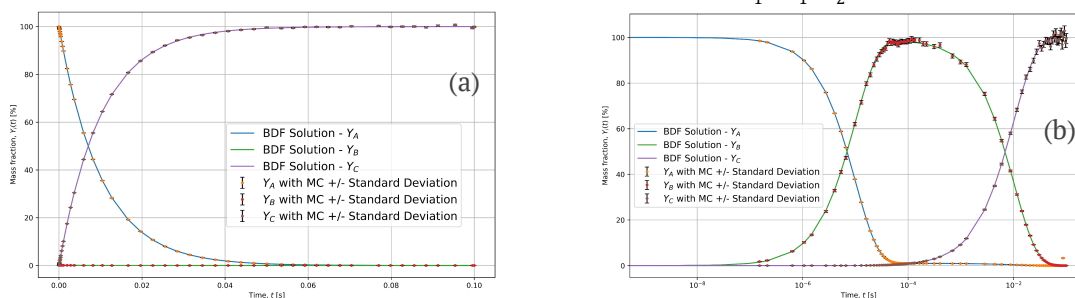 100
80
60
40
20
0
Mass fraction, Y_i(t) [%]
(a)
BDF Solution - Y_A
BDF Solution - Y_B
BDF Solution - Y_C
Y_A with MC +/- Standard Deviation
Y_B with MC +/- Standard Deviation
Y_C with MC +/- Standard Deviation
0.00 0.02 0.04 0.06 0.08 0.10
Time, t [s]
100
80
60
40
20
0
Mass fraction, Y_i(t) [%]
(b)
BDF Solution - Y_A
BDF Solution - Y_B
BDF Solution - Y_C
Y_A with MC +/- Standard Deviation
Y_B with MC +/- Standard Deviation
Y_C with MC +/- Standard Deviation
10⁻⁸ 10⁻⁶ 10⁻⁴ 10⁻²
Time, t [s]